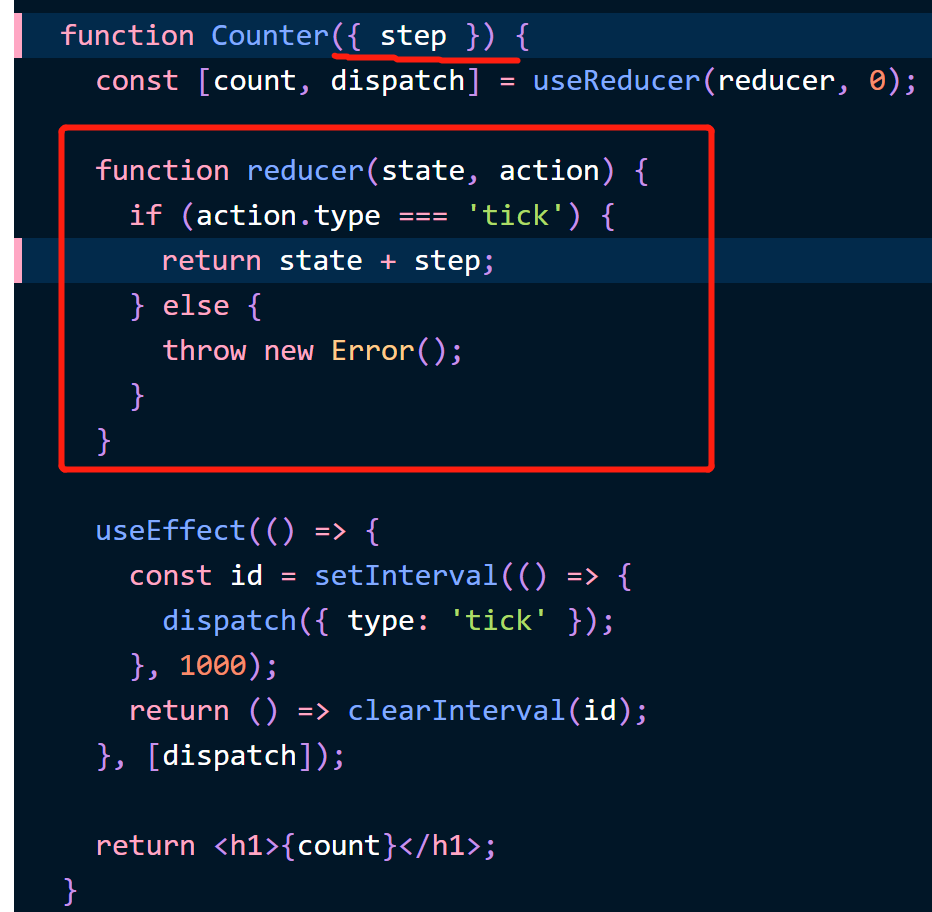 function Counter({ step }) {
  const [count, dispatch] = useReducer(reducer, 0);

  function reducer(state, action) {
    if (action.type === 'tick') {
      return state + step;
    } else {
      throw new Error();
    }
  }

  useEffect(() => {
    const id = setInterval(() => {
      dispatch({ type: 'tick' });
    }, 1000);
    return () => clearInterval(id);
  }, [dispatch]);

  return <h1>{count}</h1>;
}